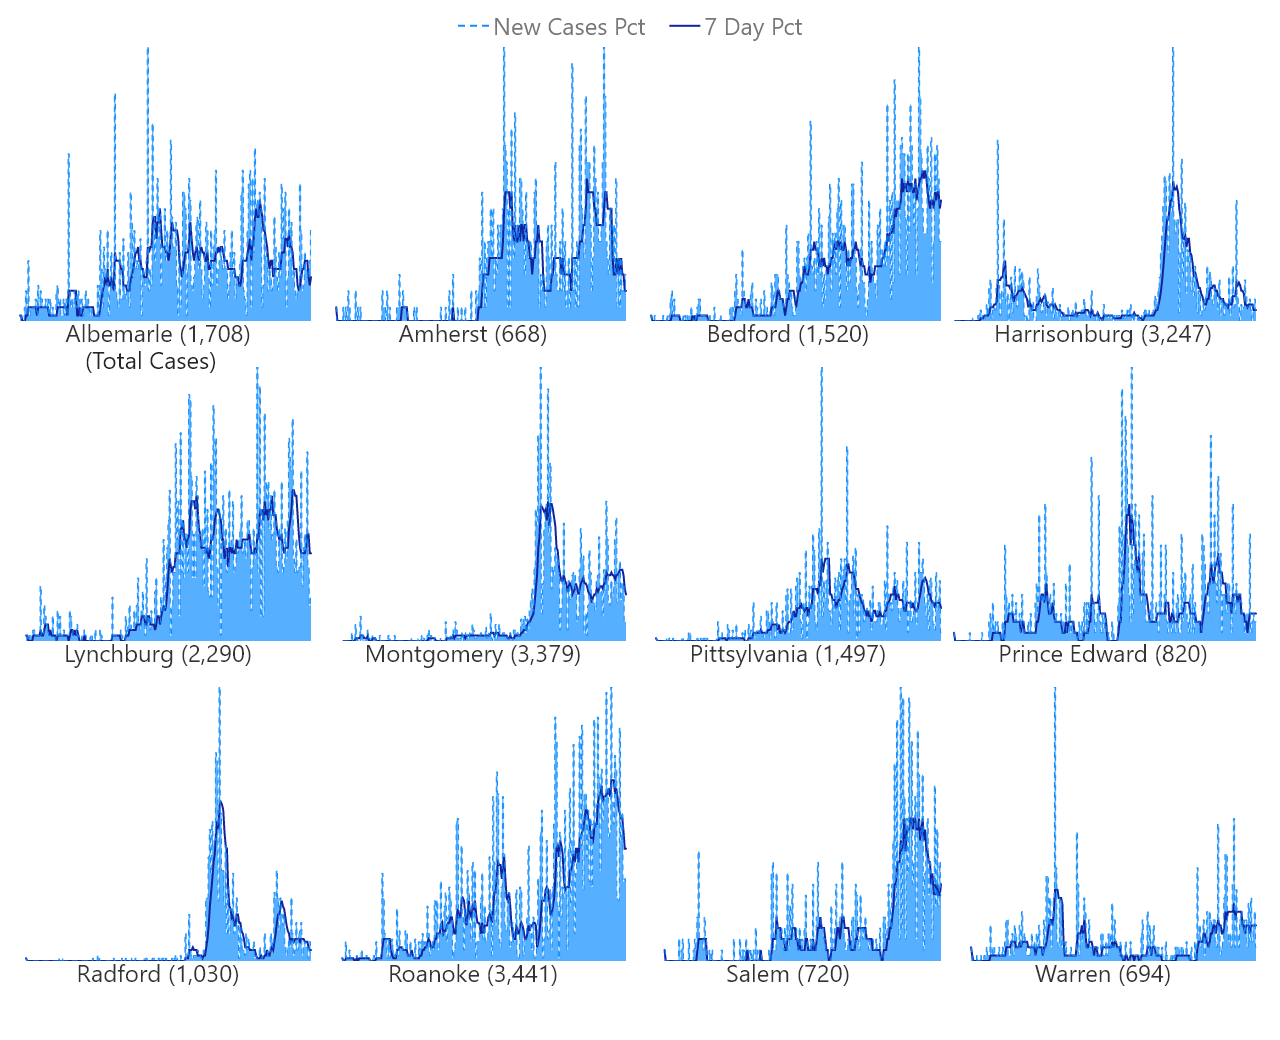 New Cases Pct 7 Day Pct
Albemarle (1,708)
(Total Cases)
Amherst (668)
Bedford (1,520)
Harrisonburg (3,247)
Lynchburg (2,290)
Montgomery (3,379)
Pittsylvania (1,497)
Prince Edward (820)
Radford (1,030)
Roanoke (3,441)
Salem (720)
Warren (694)